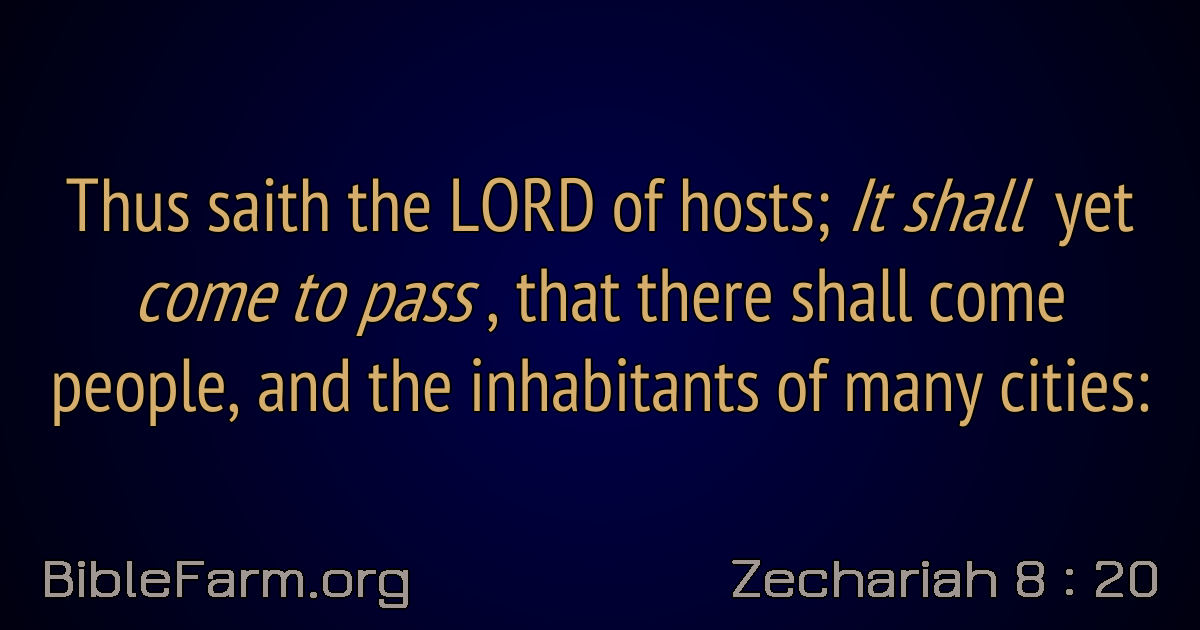 Thus saith the LORD of hosts; It shall yet
come to pass , that there shall come
people, and the inhabitants of many cities:
BibleFarm.org
Zechariah 8 : 20